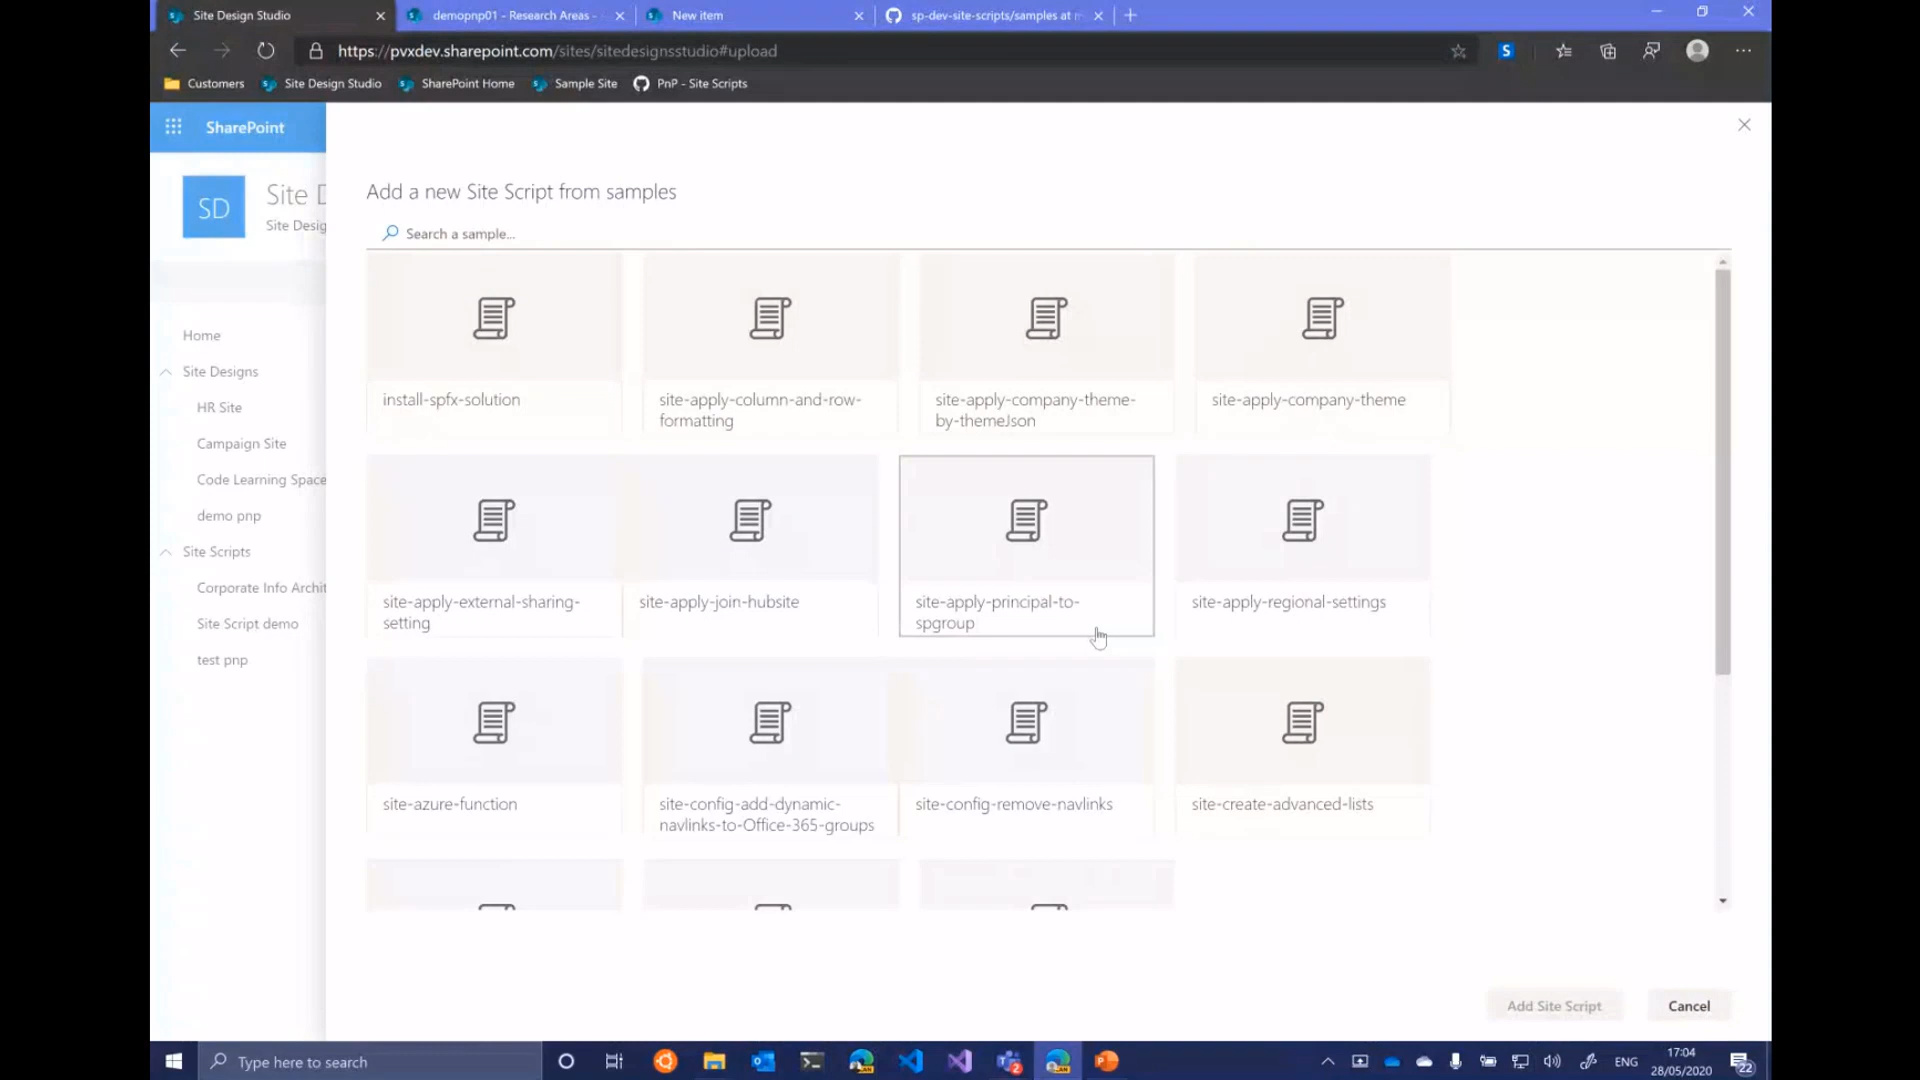 Site Design Studio
demopnp01 - Research Areas -
New item
sp-dev-site-scripts/samples at
https://pvxdev.sharepoint.com/sites/sitedesignsstudio#upload
S
Customers
Site Design Studio
SharePoint Home
Sample Site
PnP - Site Scripts
SharePoint
SD
Site D
Site Desig
Home
Site Designs
HR Site
Campaign Site
Code Learning Space
demo pnp
Site Scripts
Corporate Info Archit
Site Script demo
test pnp
Add a new Site Script from samples
Search a sample...
install-spfx-solution
site-apply-column-and-row-
formatting
site-apply-company-theme-
by-themeJson
site-apply-company-theme
site-apply-external-sharing-
setting
site-apply-join-hubsite
site-apply-principal-to-
spgroup
site-apply-regional-settings
site-azure-function
site-config-add-dynamic-
navlinks-to-Office-365-groups
site-config-remove-navlinks
site-create-advanced-lists
Add Site Script
Cancel
Type here to search
ENG
17:04
28/05/2020
22